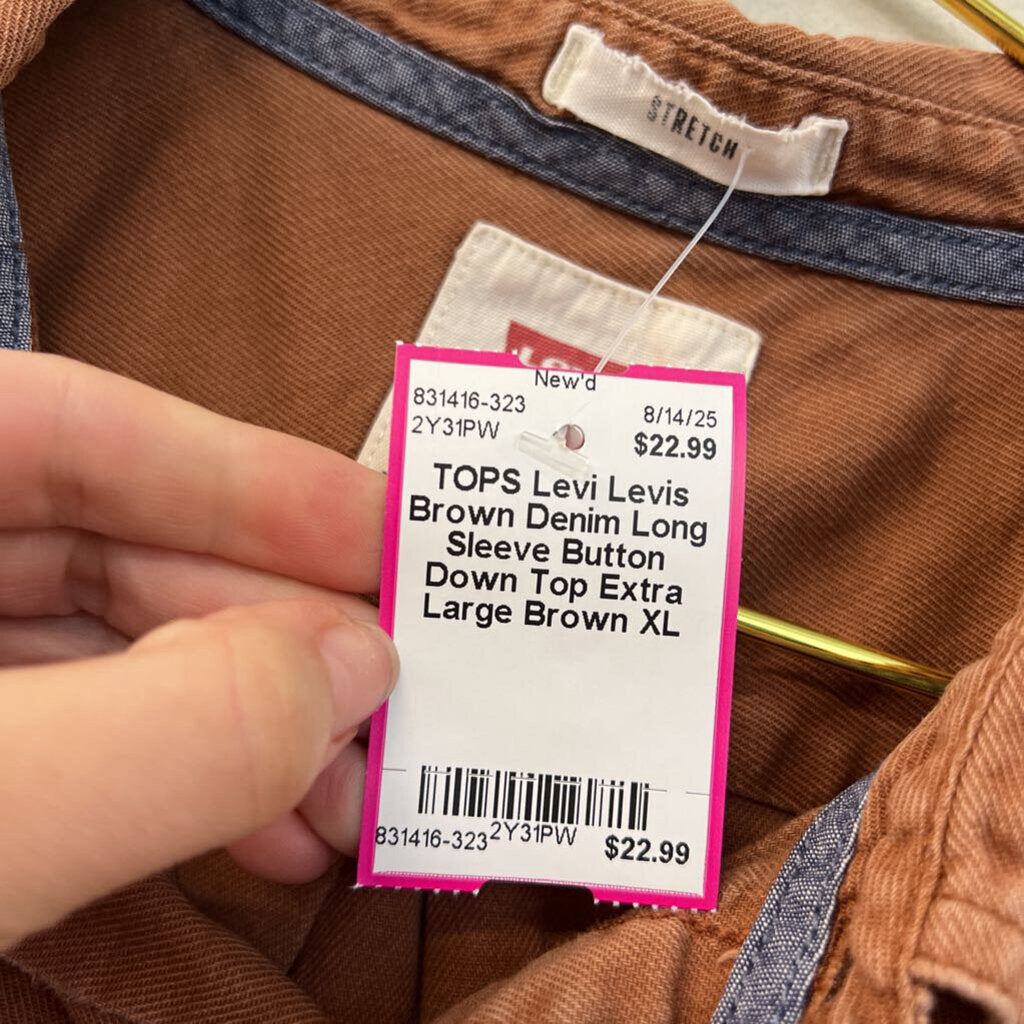 STRETCH
New'd
831416-323
8/14/25
2Y31PW
$22.99
TOPS Levi Levis
Brown Denim Long
Sleeve Button
Down Top Extra
Large Brown XL
831416-323 2Y31PW $22.99